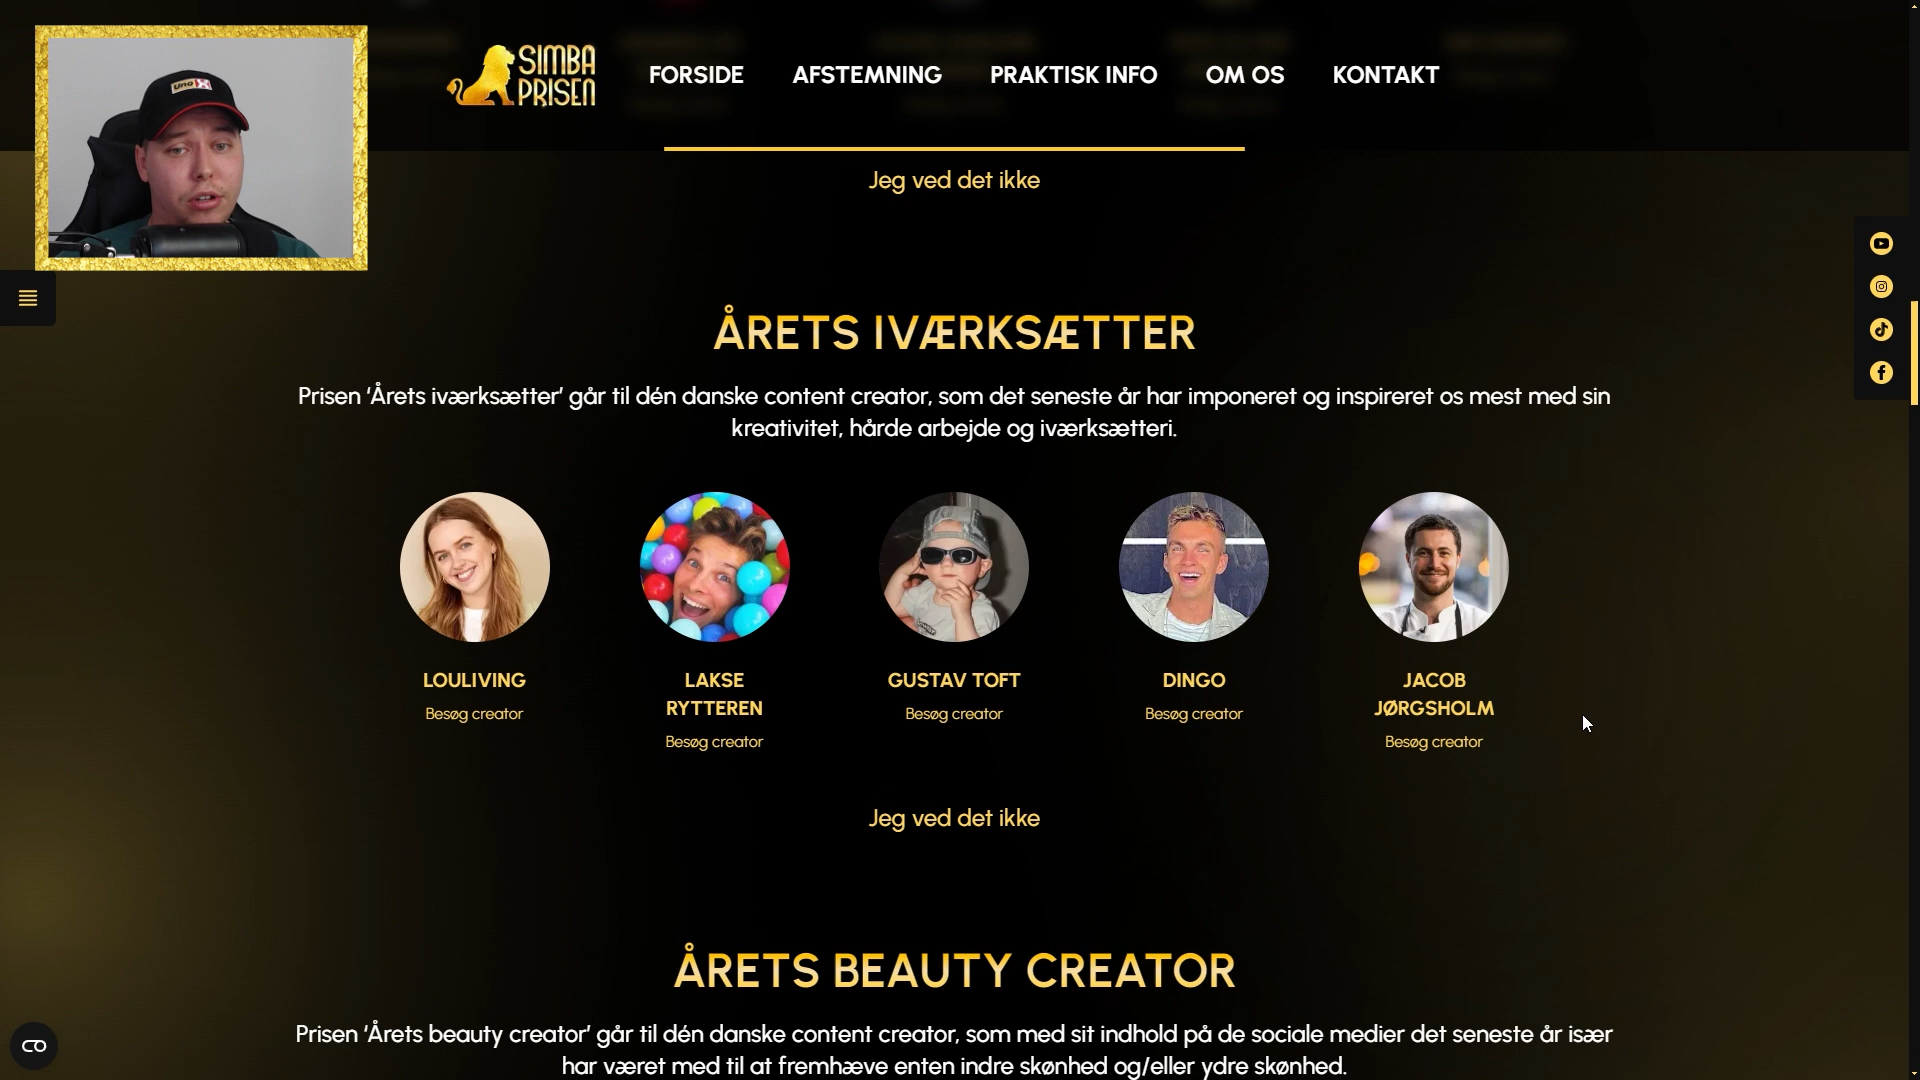 Uno X
SIMBA
PRISEN
FORSIDE
AFSTEMNING
PRAKTISK INFO
OM OS
KONTAKT
Jeg ved det ikke
ÅRETS IVÆRKSÆTTER
Prisen ‘Årets iværksætter’ går til dén danske content creator, som det seneste år har imponeret og inspireret os mest med sin
kreativitet, hårde arbejde og iværksætteri.
LOULIVING
Besøg creator
LAKSE
RYTTEREN
Besøg creator
GUSTAV TOFT
Besøg creator
DINGO
Besøg creator
JACOB
JØRGSHOLM
Besøg creator
Jeg ved det ikke
ÅRETS BEAUTY CREATOR
Prisen ‘Årets beauty creator’ går til dén danske content creator, som med sit indhold på de sociale medier det seneste år især
har været med til at fremhæve enten indre skønhed og/eller ydre skønhed.